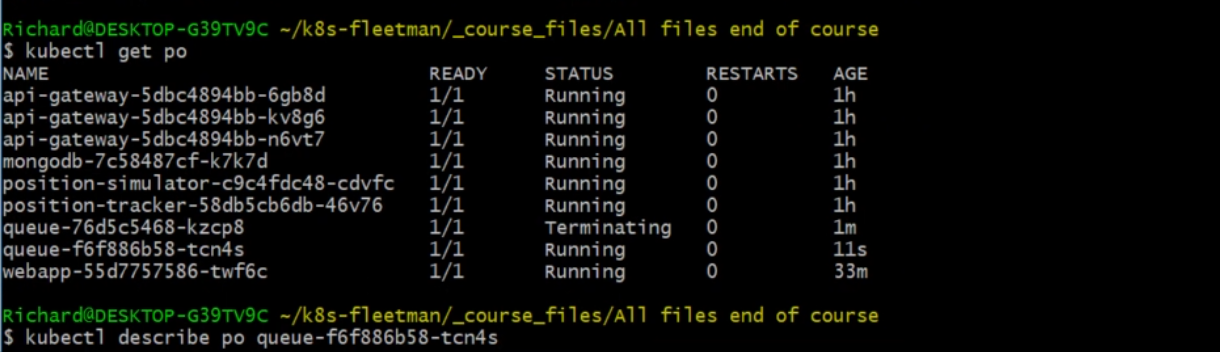 Richard@DESKTOP-G39TV9C ~/k8s-fleetman/_course_files/All files end of course
$ kubectl get po
NAME READY STATUS RESTARTS AGE
api-gateway-5dbc4894bb-6gb8d 1/1 Running 0 1h
api-gateway-5dbc4894bb-kv8g6 1/1 Running 0 1h
api-gateway-5dbc4894bb-n6vt7 1/1 Running 0 1h
mongodb-7c58487cf-k7k7d 1/1 Running 0 1h
position-simulator-c9c4fdc48-cdvfc 1/1 Running 0 1h
position-tracker-58db5cb6db-46v76 1/1 Running 0 1h
queue-76d5c5468-kzcp8 1/1 Terminating 0 1m
queue-f6f886b58-tcn4s 1/1 Running 0 11s
webapp-55d7757586-twf6c 1/1 Running 0 33m
Richard@DESKTOP-G39TV9C ~/k8s-fleetman/_course_files/All files end of course
$ kubectl describe po queue-f6f886b58-tcn4s